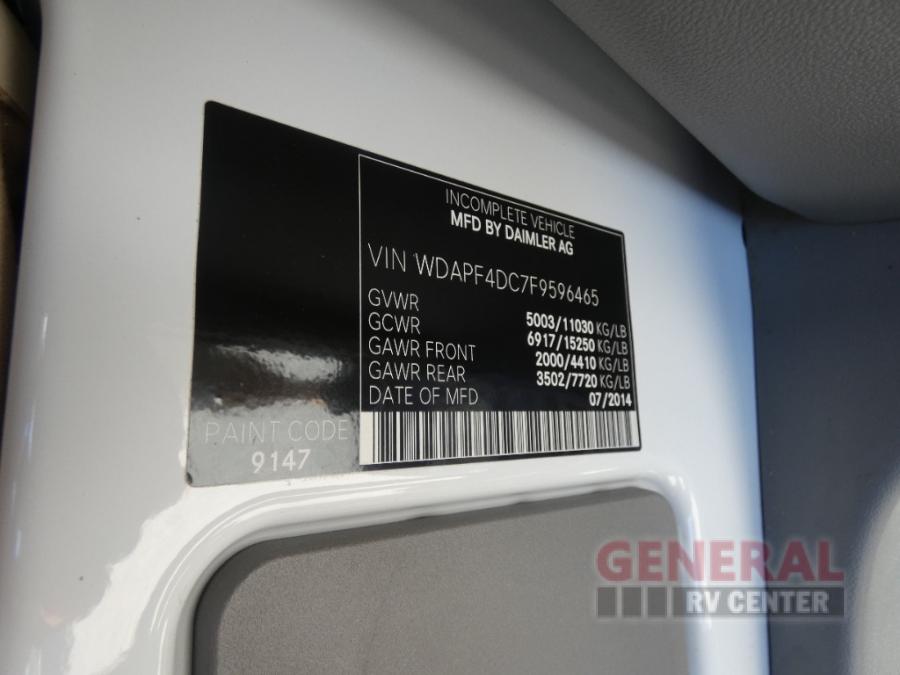 INCOMPLETE VEHICLE
MFD BY DAIMLER AG
VIN WDAPF4DC7F9596465
GVWR 5003/11030 KG/LB
GCWR 6917/15250 KG/LB
GAWR FRONT 2000/4410 KG/LB
GAWR REAR 3502/7720 KG/LB
DATE OF MFD 07/2014
PAINT CODE
9147
GENERAL
RV CENTER